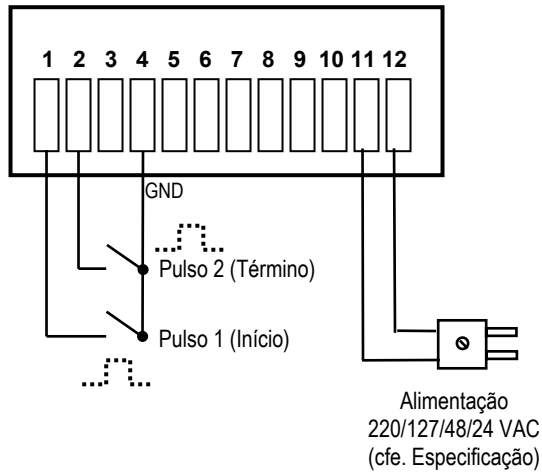 1 2 3 4 5 6 7 8 9 10 11 12
GND
Pulso 2 (Término)
Pulso 1 (Início)
Alimentação
220/127/48/24 VAC
(cfe. Especificação)